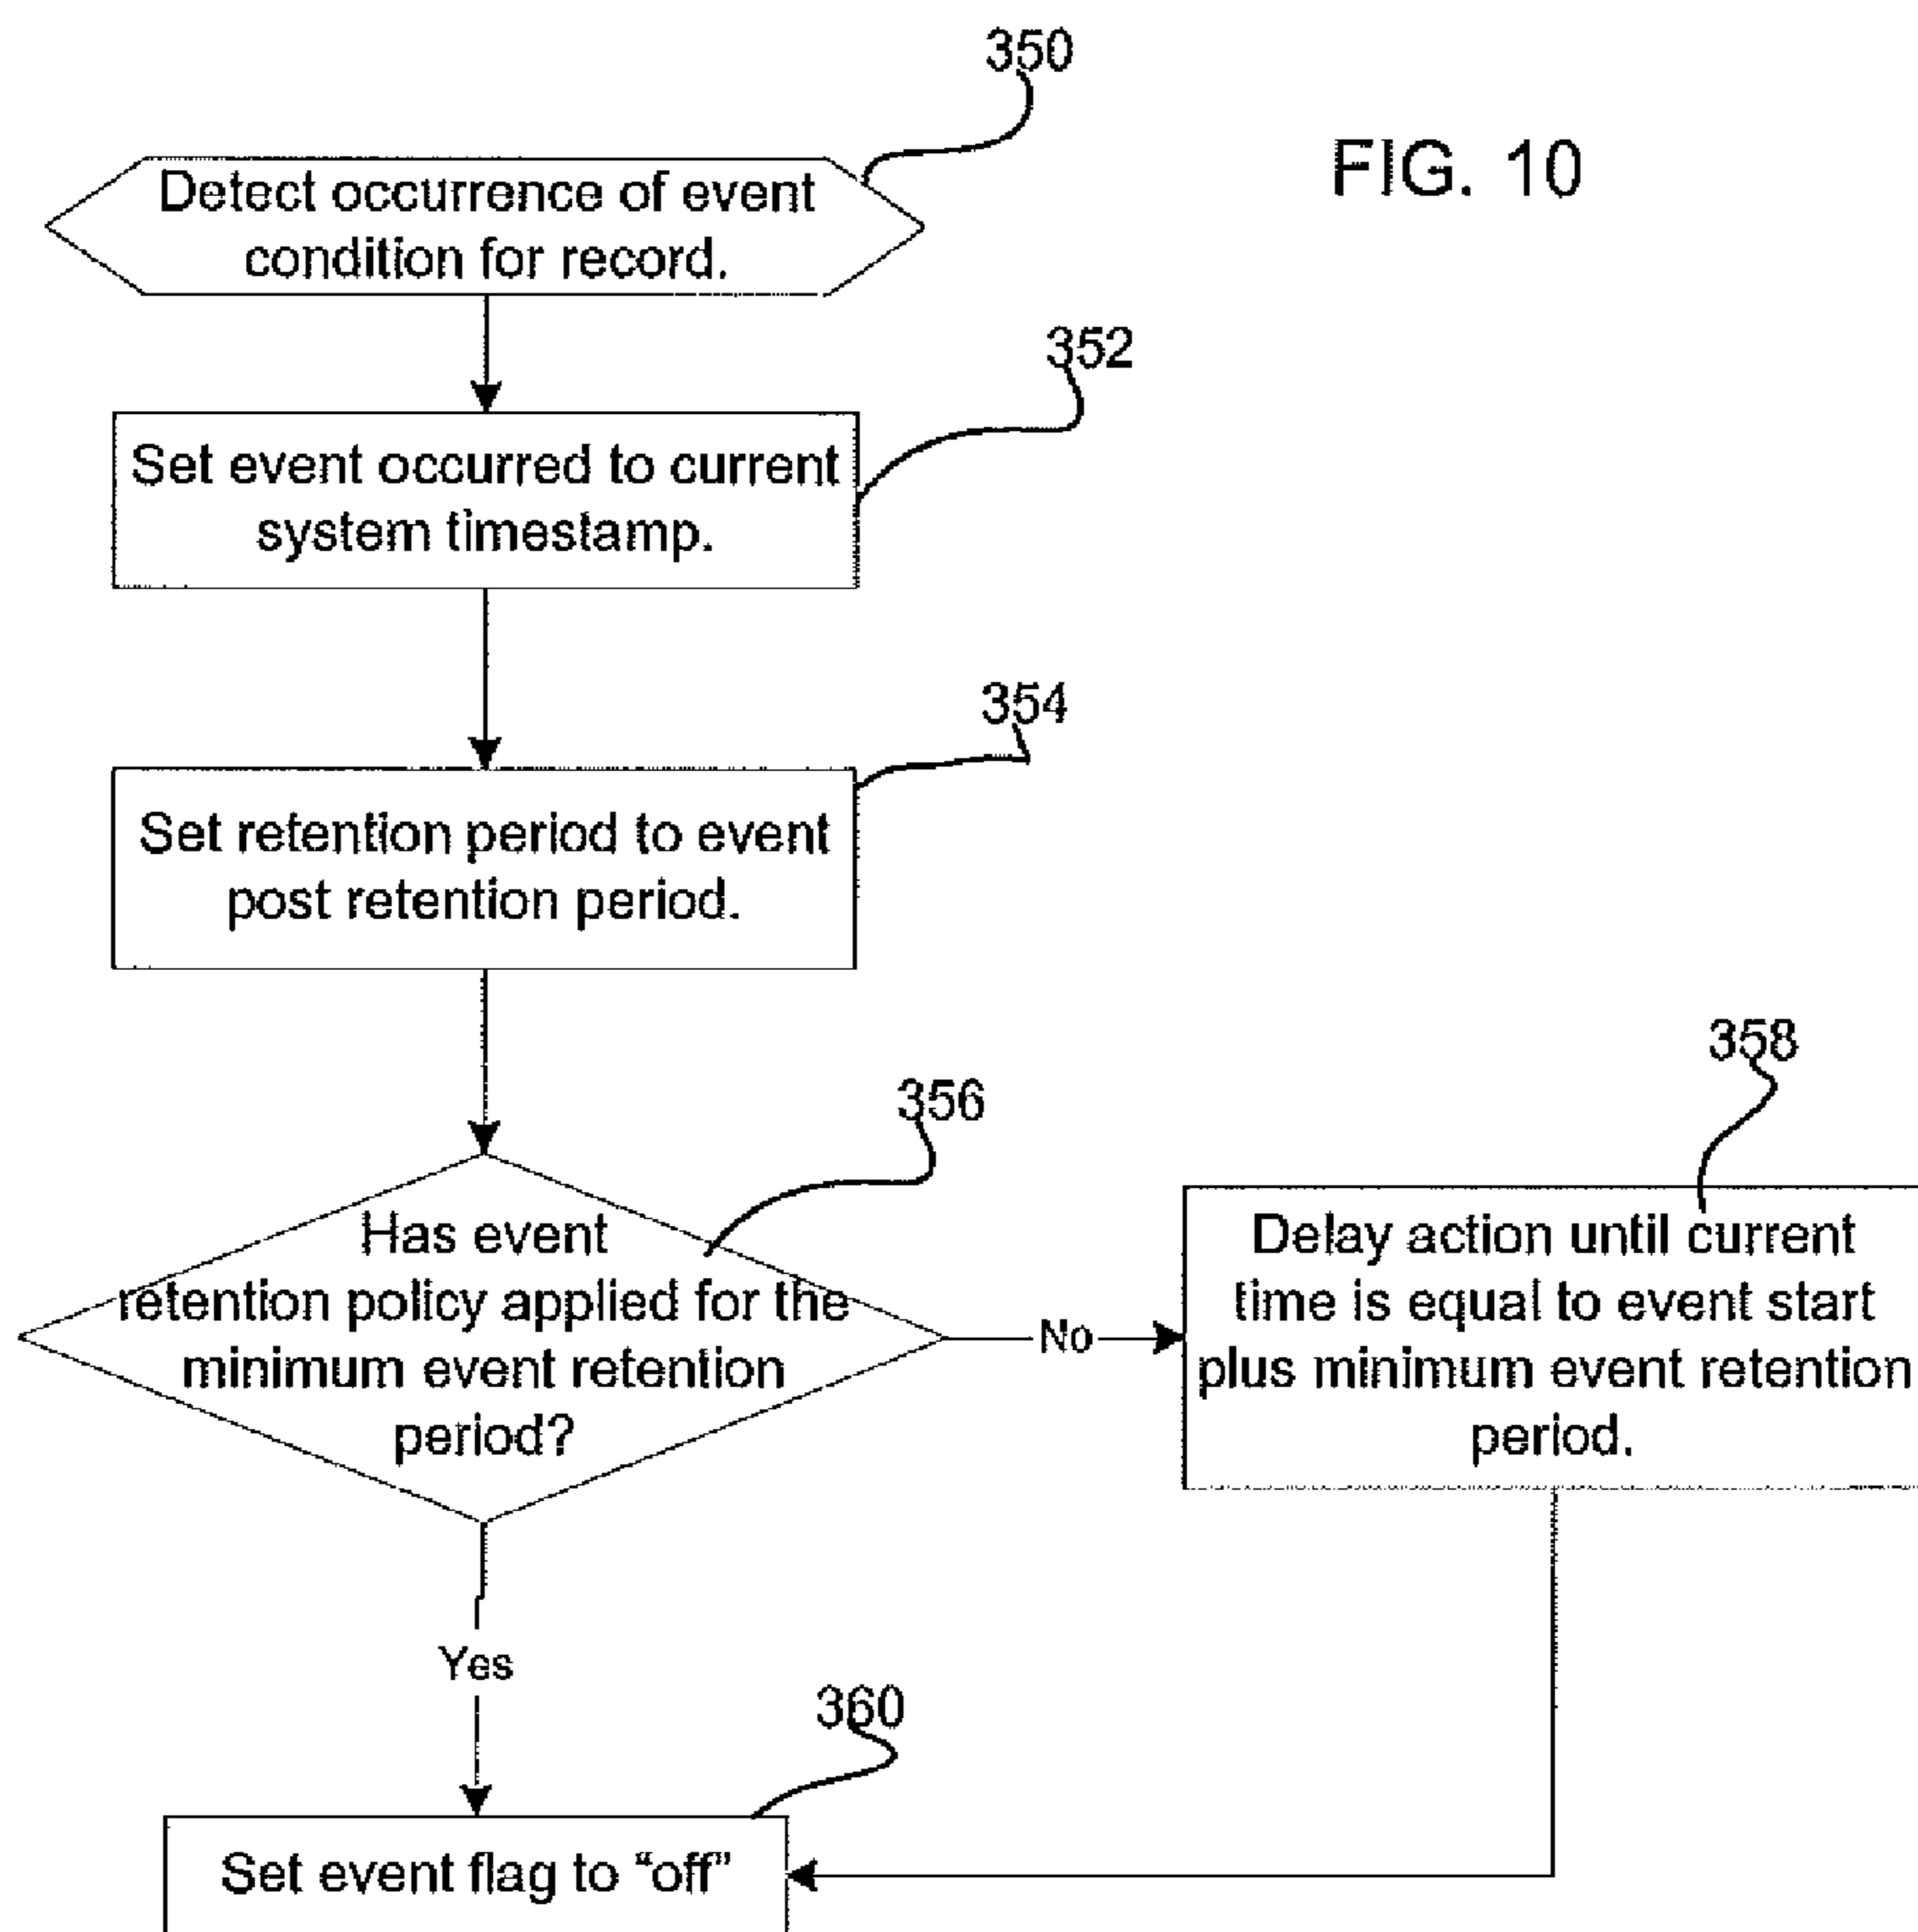 350
FIG. 10
Detect occurrence of event
condition for record.
352
Set event occurred to current
system timestamp.
354
Set retention period to event
post retention period.
356
Has event
retention policy applied for the
minimum event retention
period?
No
358
Delay action until current
time is equal to event start
plus minimum event retention
period.
Yes
360
Set event flag to “off”